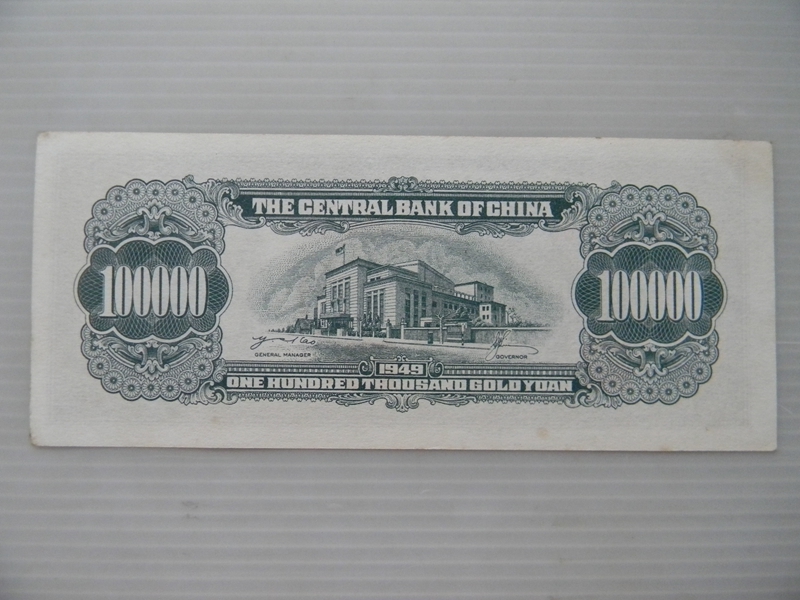 THE CENTRAL BANK OF CHINA
100000
100000
GENERAL MANAGER
GOVERNOR
1949
ONE HUNDRED THOUSAND GOLD YUAN